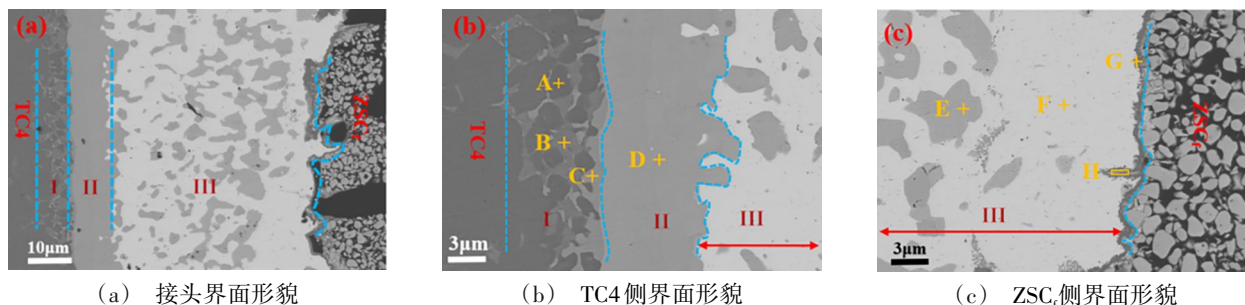 (a)
TC4
I
II
III
ZSCf
10μm
(b)
A+
B+
C+
D+
TC4
I
II
III
3μm
(c)
E+
F+
G+
H
ZSCf
III
3μm
(a) 接头界面形貌
(b) TC4侧界面形貌
(c) ZSCf侧界面形貌